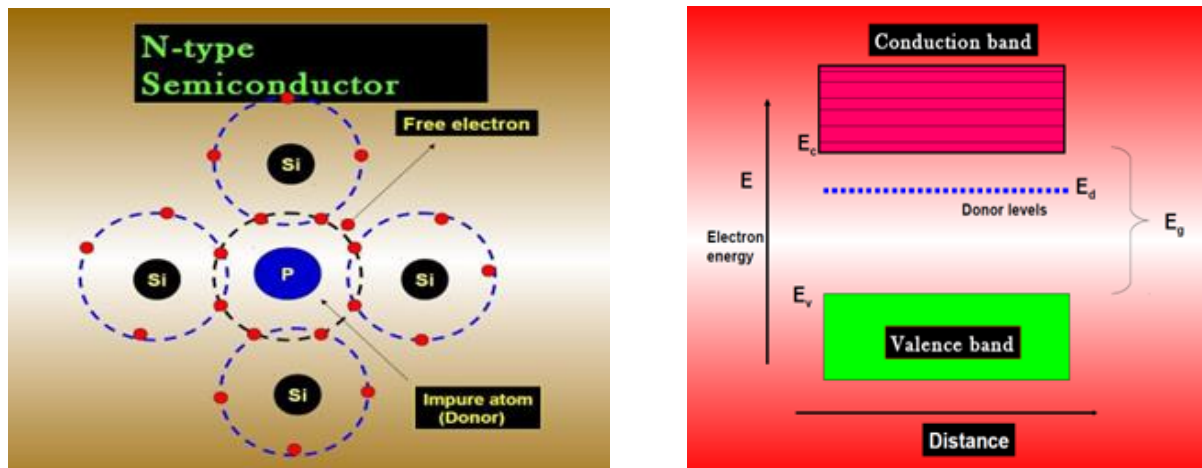 N-type
Semiconductor
Free electron
Si
Si
P
Si
Si
Impure atom
(Donor)
Conduction band
E
Ec
Ed
Donor levels
Eg
Electron
energy
Ev
Valence band
Distance